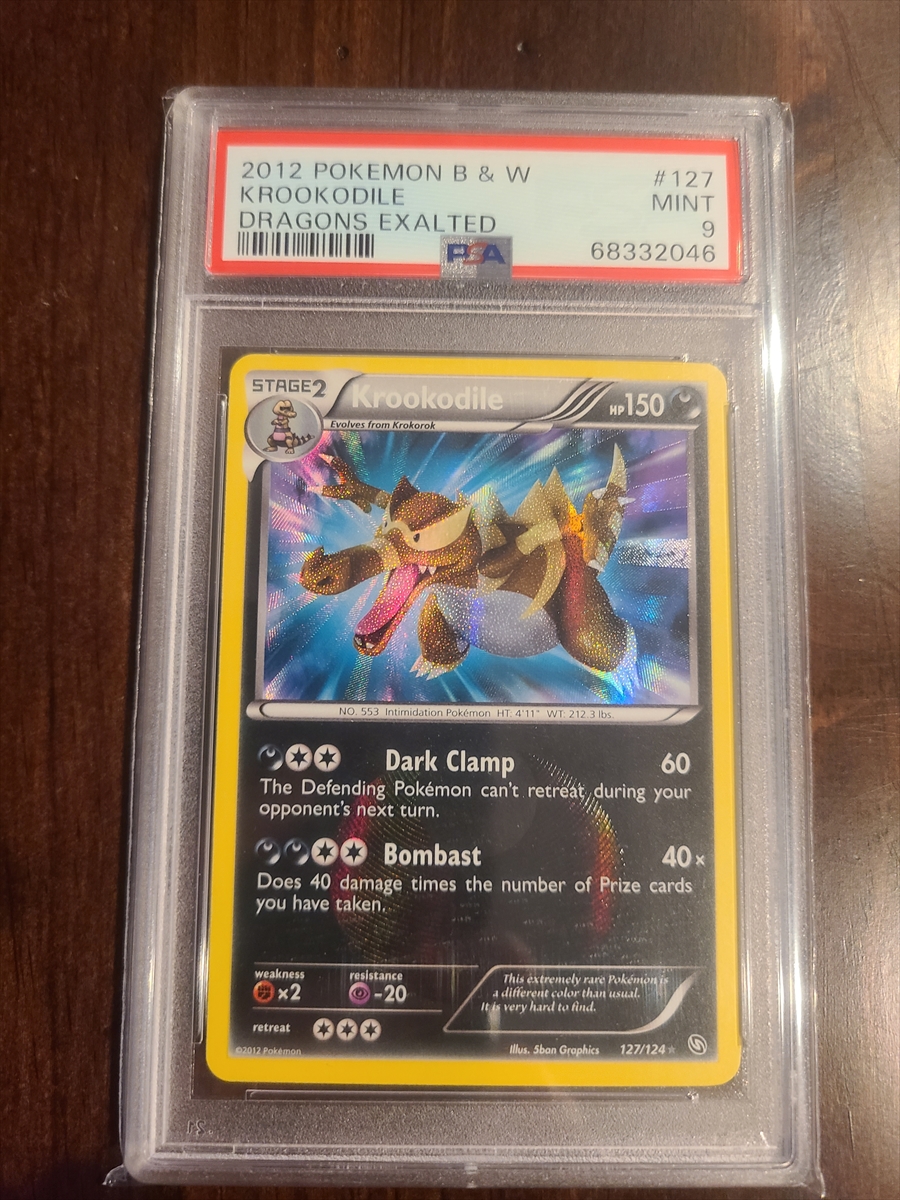 2012 POKEMON B & W #127
KROOKODILE MINT
DRAGONS EXALTED 9
PSA 68332046
STAGE2 Krookodile HP150
Evolves from Krokorok
NO. 553 Intimidation Pokémon HT: 4'11" WT: 212.3 lbs.
Dark Clamp 60
The Defending Pokémon can't retreat during your
opponent's next turn.
Bombast 40×
Does 40 damage times the number of Prize cards
you have taken.
weakness resistance
×2 -20
This extremely rare Pokémon is
a different color than usual.
It is very hard to find.
retreat
©2012 Pokémon Illus. 5ban Graphics 127/124